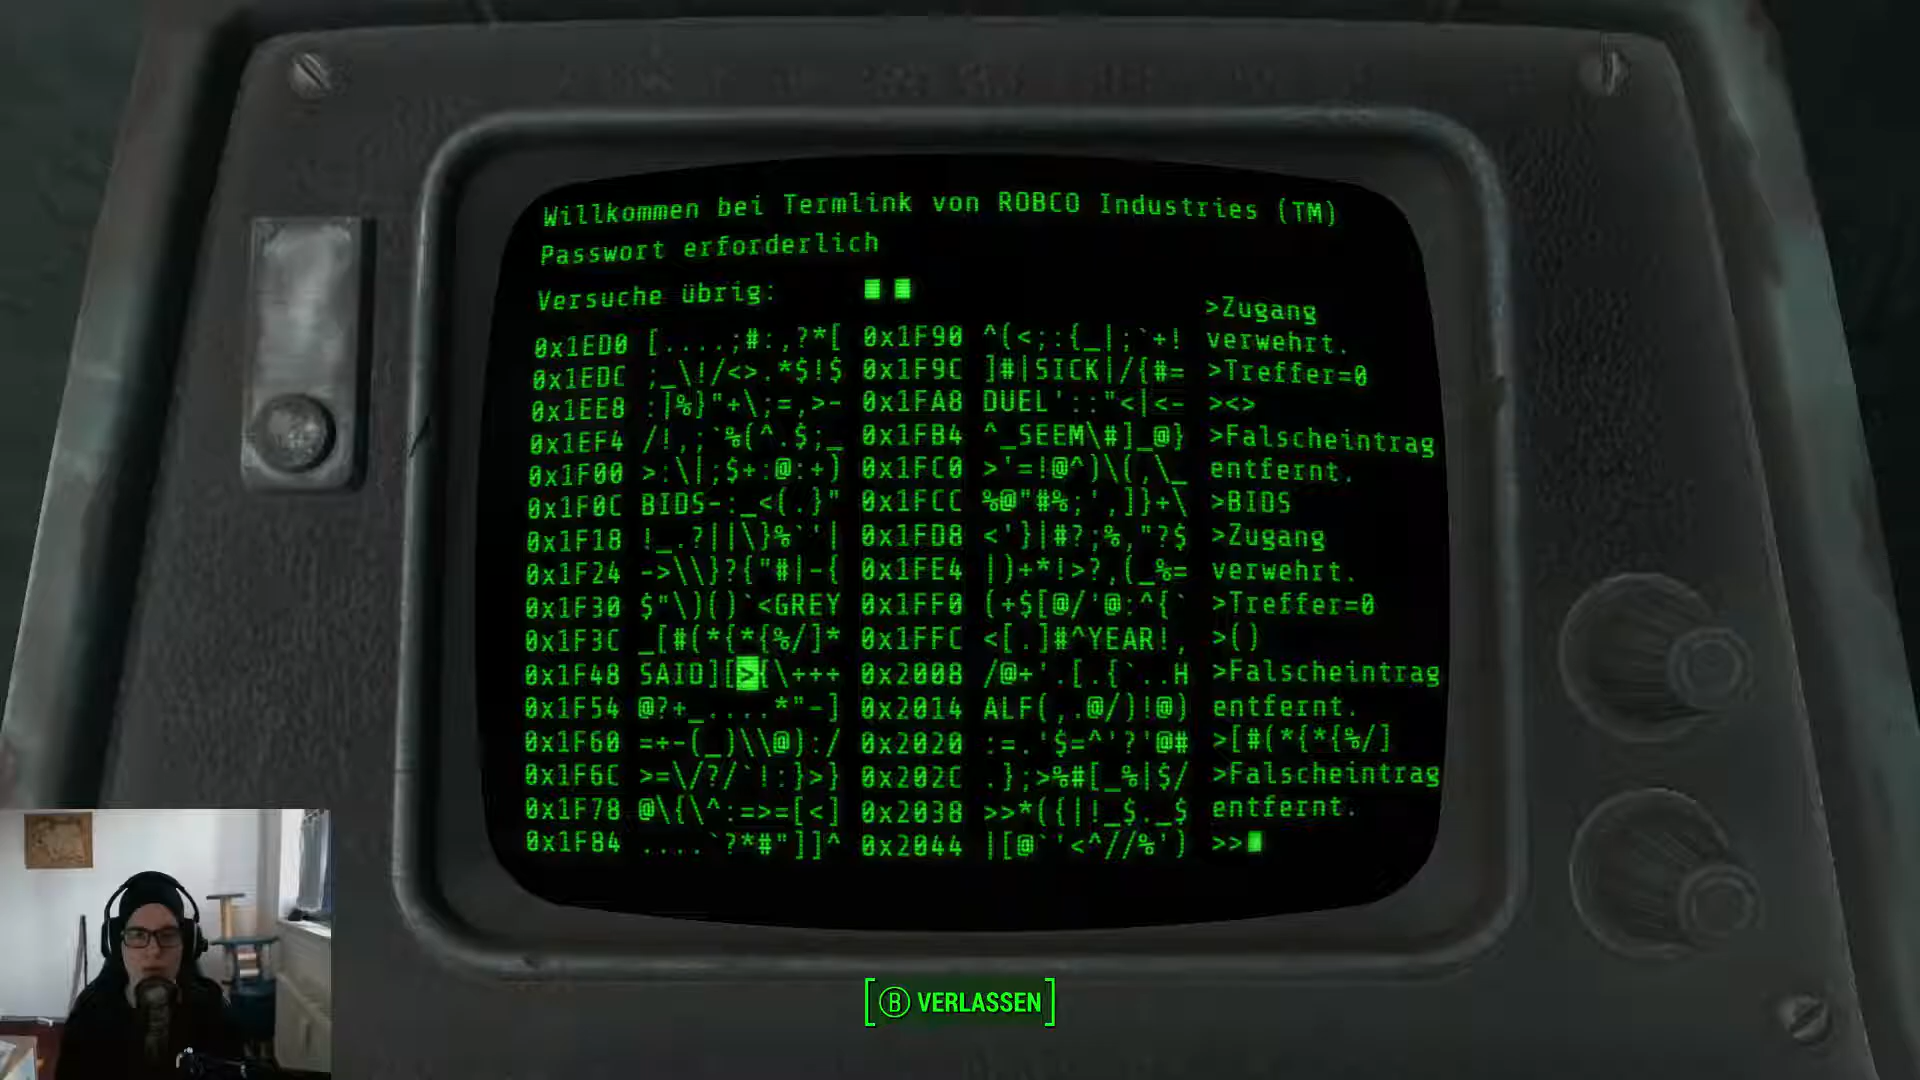 Willkommen bei Termlink von ROBCO Industries (TM)
Passwort erforderlich
Versuche übrig:
0x1ED0 [....;#:,?*[
0x1EDC ;_\!/<>.*$!$
0x1EE8 :|%}"+\;=,>-
0x1EF4 /!,;`%(^.$;_
0x1F00 >:\|;$+:@:+)
0x1F0C BIDS-:_<(.}"
0x1F18 !_.?||\}%`'|
0x1F24 ->\\}?{"#|-{
0x1F30 $"\)()`<GREY
0x1F3C _[#(*{*{%/]*
0x1F48 SAID][>{\+++
0x1F54 @?+_....*"-]
0x1F60 =+-(_)\\@):/
0x1F6C >=\/?/`!:}>}
0x1F78 @\{\^:=>=[<]
0x1F84 ....`?*#"]]^
0x1F90 ^(<;:{_|;`+!
0x1F9C ]#|SICK|/{#=
0x1FA8 DUEL'::"<|<-
0x1FB4 ^_SEEM\#]_@}
0x1FC0 >'=!@^)\(,\_
0x1FCC %@"#%;',]}+\
0x1FD8 <'}|#?;%,"?$
0x1FE4 |)+*!>?,(_%=
0x1FF0 (+$[@/'@:^{`
0x1FFC <[.]#^YEAR!,
0x2008 /@+'.[.{`..H
0x2014 ALF(,.@/)!@)
0x2020 :=.'$=^'?'@#
0x202C .};>%#[_%|$/
0x2038 >>*({|!_$._$
0x2044 |[@`'<^//%')
>Zugang
verwehrt.
>Treffer=0
><>
>Falscheintrag
entfernt.
>BIDS
>Zugang
verwehrt.
>Treffer=0
>()
>Falscheintrag
entfernt.
>[#(*{*{%/]
>Falscheintrag
entfernt.
>>
B VERLASSEN